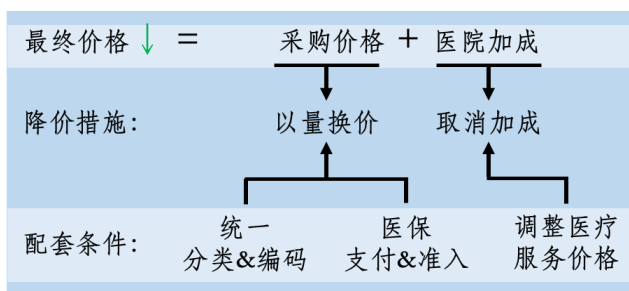 最终价格↓ = 采购价格 + 医院加成
降价措施: 以量换价 取消加成
配套条件: 统一 医保 调整医疗
分类&编码 支付&准入 服务价格